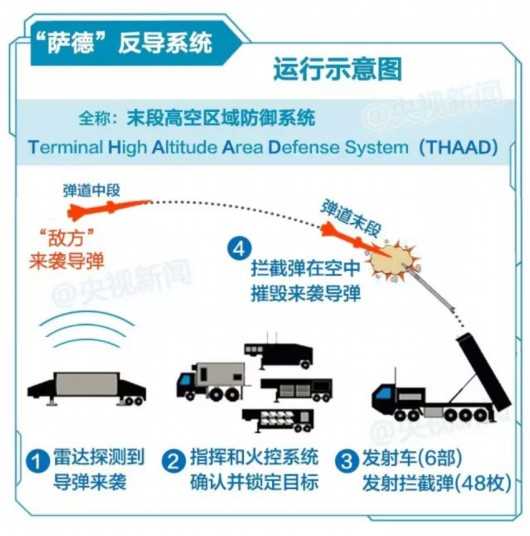 “萨德”反导系统
运行示意图
全称：末段高空区域防御系统
Terminal High Altitude Area Defense System（THAAD）
弹道中段
“敌方”
来袭导弹
弹道末段
4
拦截弹在空中
摧毁来袭导弹
1 雷达探测到
导弹来袭
2 指挥和火控系统
确认并锁定目标
3 发射车(6部)
发射拦截弹(48枚)
@央视新闻
@央视新闻
@央视新闻